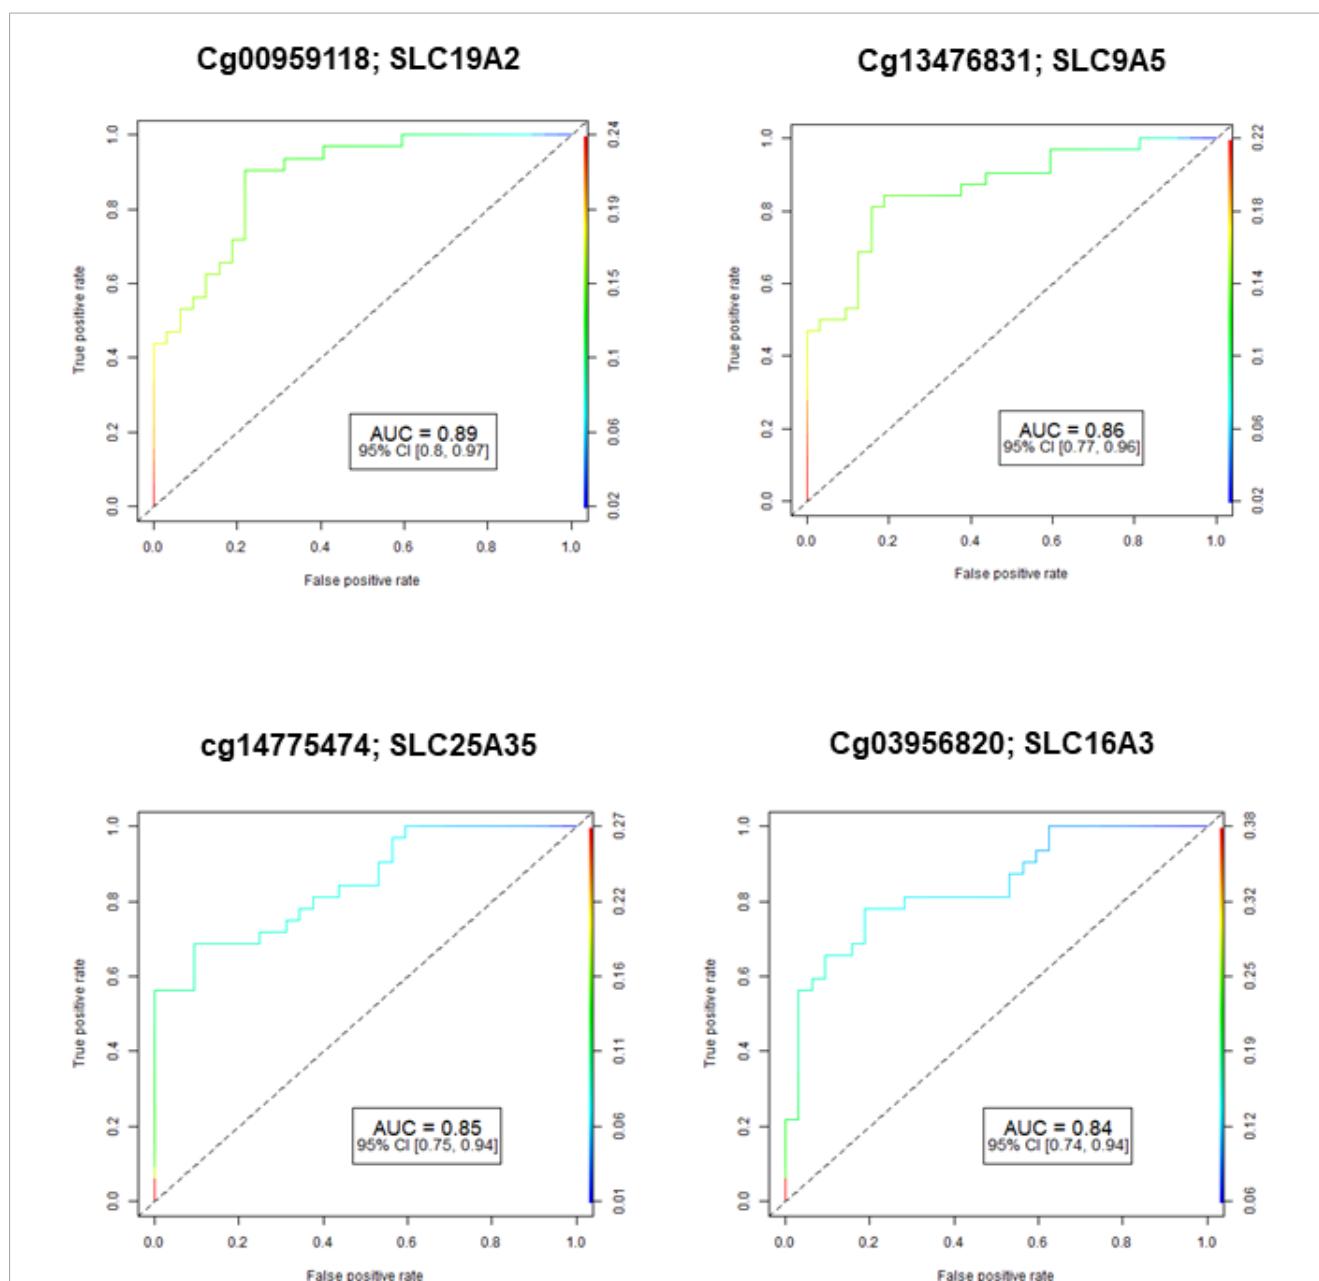 Cg00959118; SLC19A2
True positive rate
1.0
0.8
0.6
0.4
0.2
0.0
AUC = 0.89
95% CI [0.8, 0.97]
0.24
0.19
0.15
0.1
0.06
0.02
0.0 0.2 0.4 0.6 0.8 1.0
False positive rate
Cg13476831; SLC9A5
True positive rate
1.0
0.8
0.6
0.4
0.2
0.0
AUC = 0.86
95% CI [0.77, 0.96]
0.22
0.18
0.14
0.1
0.06
0.02
0.0 0.2 0.4 0.6 0.8 1.0
False positive rate
cg14775474; SLC25A35
True positive rate
1.0
0.8
0.6
0.4
0.2
0.0
AUC = 0.85
95% CI [0.75, 0.94]
0.27
0.22
0.16
0.11
0.06
0.01
0.0 0.2 0.4 0.6 0.8 1.0
False positive rate
Cg03956820; SLC16A3
True positive rate
1.0
0.8
0.6
0.4
0.2
0.0
AUC = 0.84
95% CI [0.74, 0.94]
0.38
0.32
0.25
0.19
0.12
0.06
0.0 0.2 0.4 0.6 0.8 1.0
False positive rate